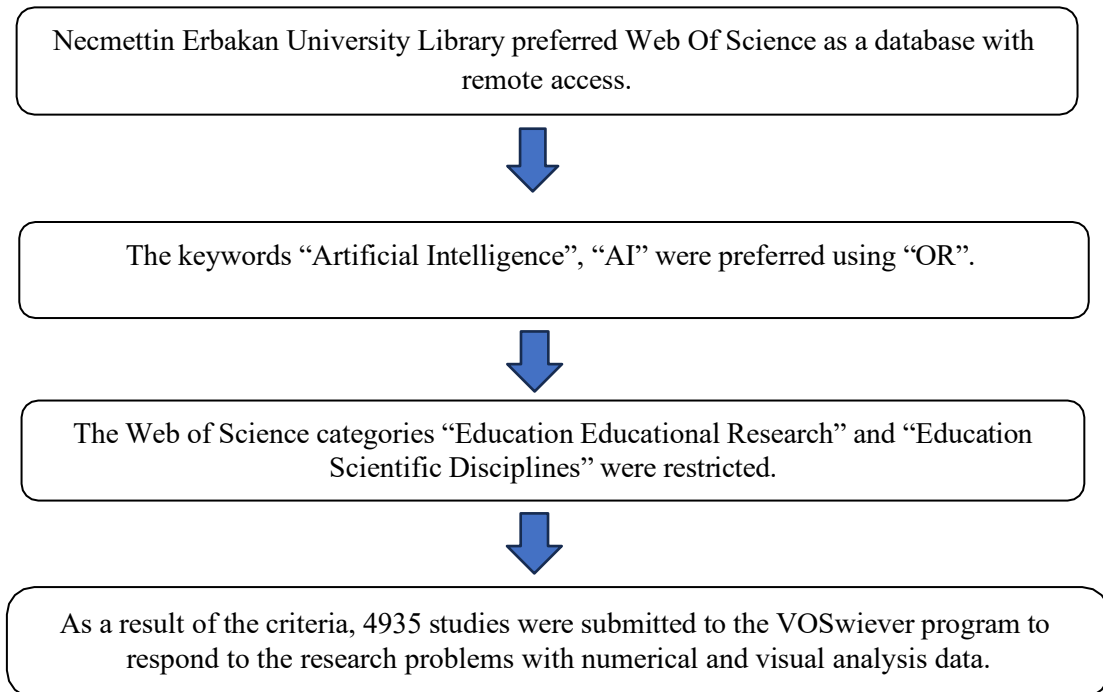 Necmettin Erbakan University Library preferred Web Of Science as a database with
remote access.
The keywords “Artificial Intelligence”, “AI” were preferred using “OR”.
The Web of Science categories “Education Educational Research” and “Education
Scientific Disciplines” were restricted.
As a result of the criteria, 4935 studies were submitted to the VOSwiever program to
respond to the research problems with numerical and visual analysis data.